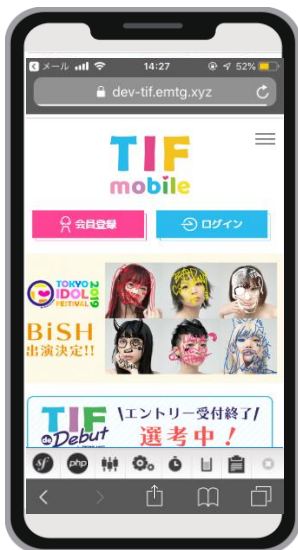 メール 14:27 52%
dev-tif.emtg.xyz
TIF
mobile
会員登録 ログイン
TOKYO
IDOL
FESTIVAL
2019
BiSH
出演決定!!
TIF
de Debut
\エントリー受付終了/
選考中！
sf php